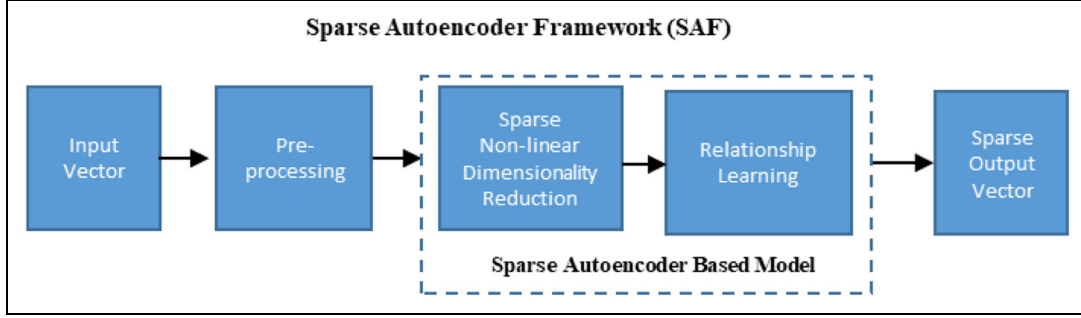 Sparse Autoencoder Framework (SAF)
Input
Vector
Pre-
processing
Sparse
Non-linear
Dimensionality
Reduction
Relationship
Learning
Sparse
Output
Vector
Sparse Autoencoder Based Model